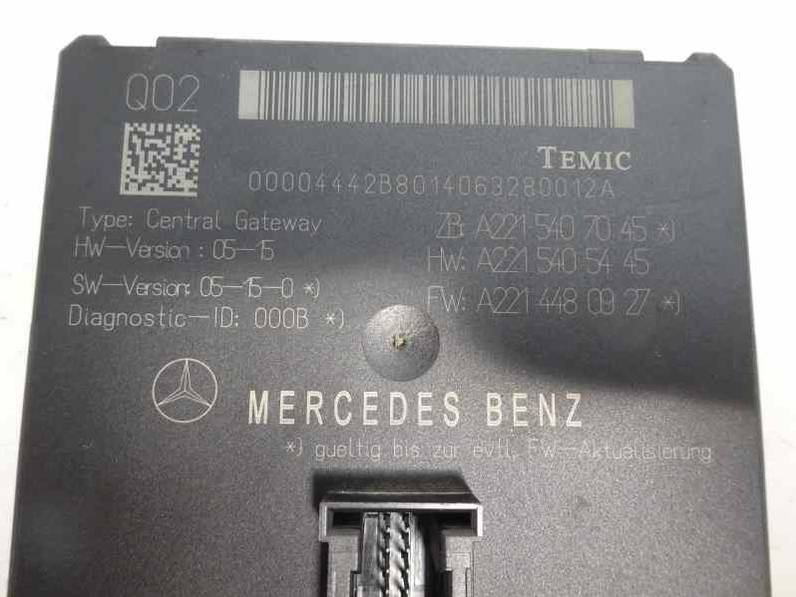 Q02
TEMIC
00004442B8014063280012A
Type: Central Gateway
ZB: A221 540 70 45 *)
HW-Version : 05-15
HW: A221 540 54 45
SW-Version: 05-15-0 *)
FW: A221 448 09 27 *)
Diagnostic-ID: 000B *)
MERCEDES BENZ
*) gueltig bis zur evtl. FW-Aktualisierung